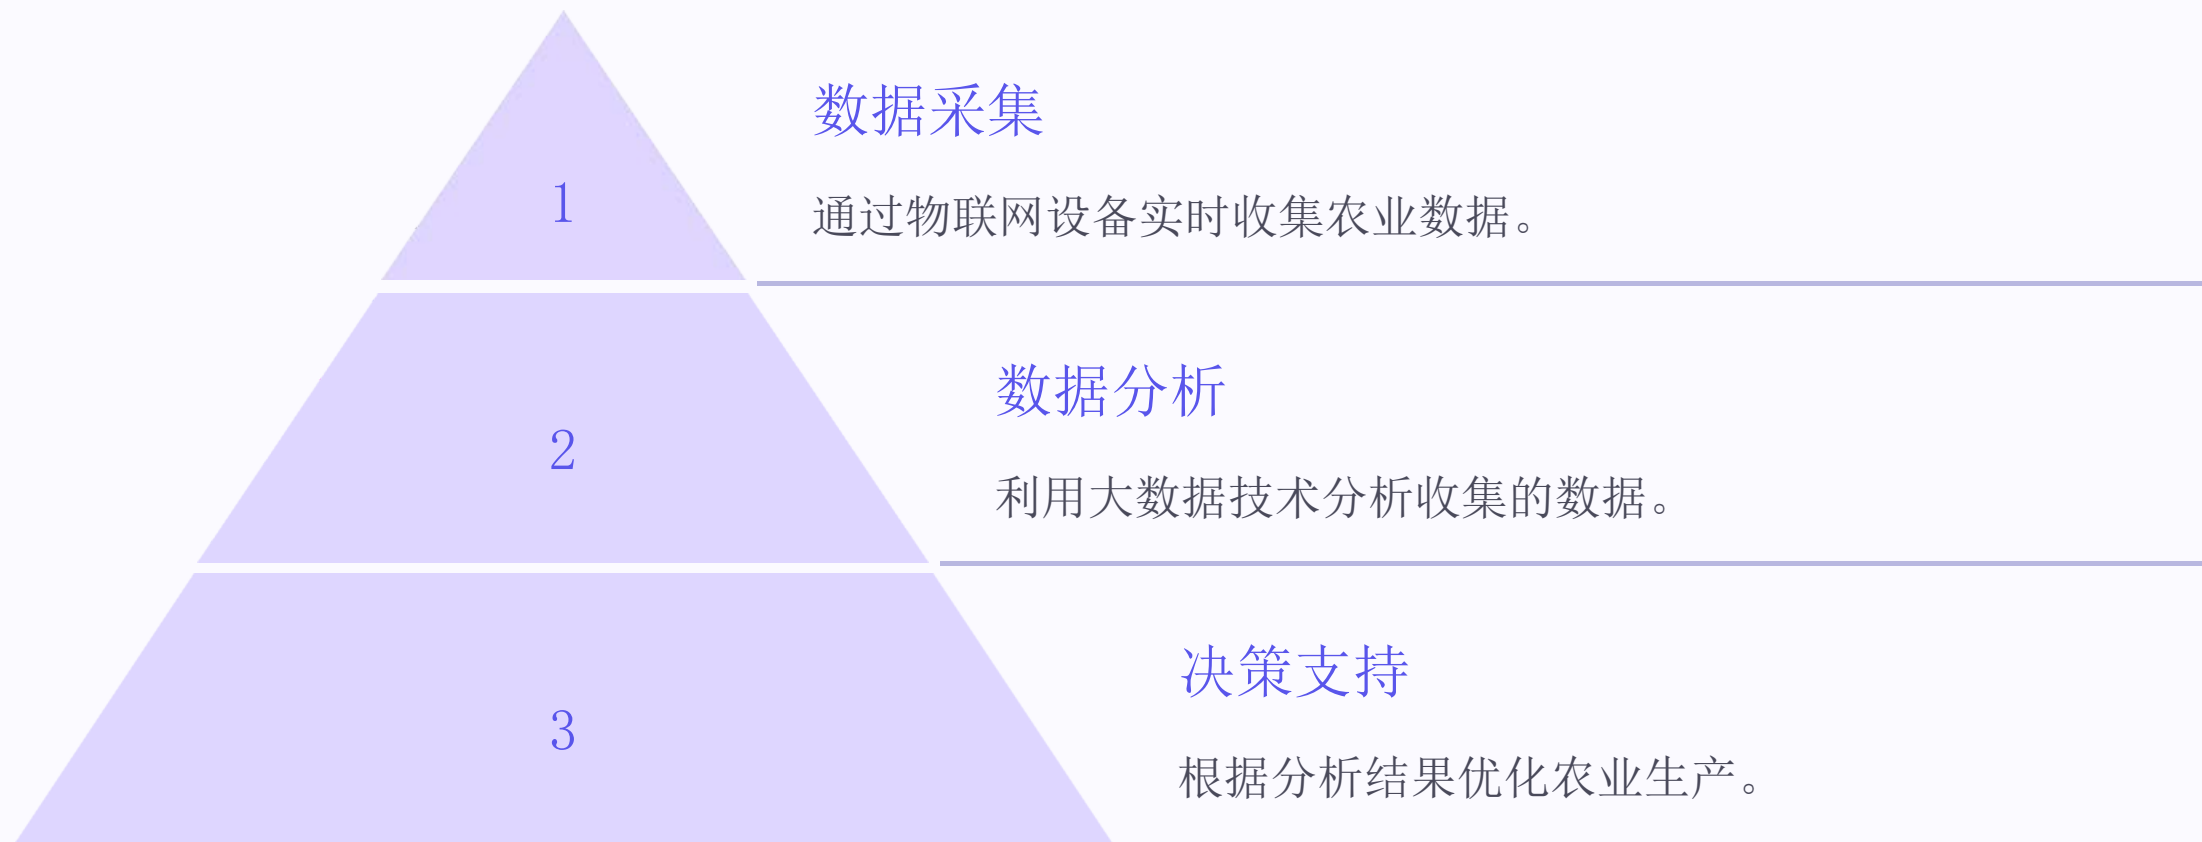 数据采集
1
通过物联网设备实时收集农业数据。
数据分析
2
利用大数据技术分析收集的数据。
决策支持
3
根据分析结果优化农业生产。